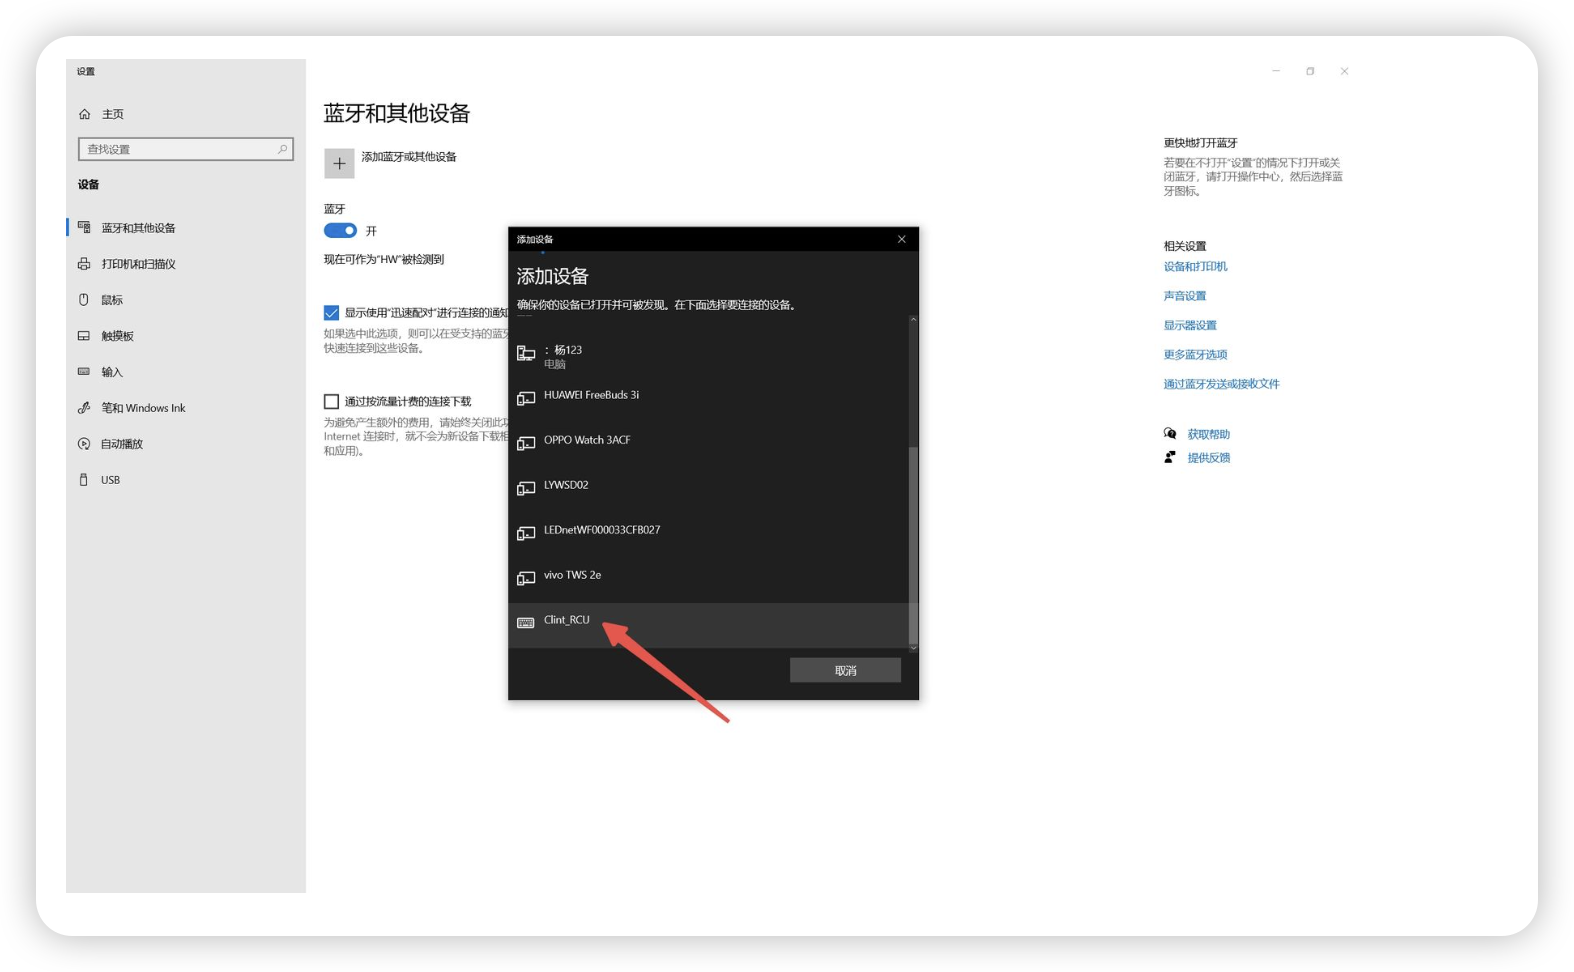 设置
主页
查找设置
设备
蓝牙和其他设备
打印机和扫描仪
鼠标
触摸板
输入
笔和 Windows Ink
自动播放
USB
蓝牙和其他设备
添加蓝牙或其他设备
蓝牙
开
现在可作为"HW"被检测到
显示使用"迅速配对"进行连接的通知
如果选中此选项，则可以在受支持的蓝牙
快速连接到这些设备。
通过按流量计费的连接下载
为避免产生额外的费用，请始终关闭此功
Internet 连接时，就不会为新设备下载相
和应用)。
添加设备
添加设备
确保你的设备已打开并可被发现。在下面选择要连接的设备。
：杨123
电脑
HUAWEI FreeBuds 3i
OPPO Watch 3ACF
LYWSD02
LEDnetWF000033CFB027
vivo TWS 2e
Clint_RCU
取消
更快地打开蓝牙
若要在不打开"设置"的情况下打开或关
闭蓝牙，请打开操作中心，然后选择蓝
牙图标。
相关设置
设备和打印机
声音设置
显示器设置
更多蓝牙选项
通过蓝牙发送或接收文件
获取帮助
提供反馈